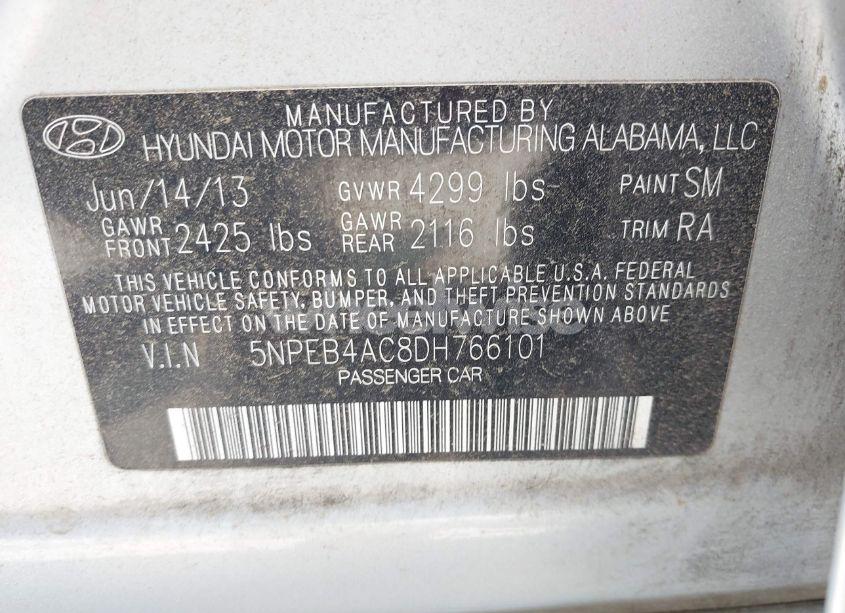 MANUFACTURED BY
HYUNDAI MOTOR MANUFACTURING ALABAMA, LLC
Jun/14/13 GVWR 4299 lbs PAINT SM
GAWR FRONT 2425 lbs GAWR REAR 2116 lbs TRIM RA
THIS VEHICLE CONFORMS TO ALL APPLICABLE U.S.A. FEDERAL
MOTOR VEHICLE SAFETY, BUMPER, AND THEFT PREVENTION STANDARDS
IN EFFECT ON THE DATE OF MANUFACTURE SHOWN ABOVE
V.I.N 5NPEB4AC8DH766101
PASSENGER CAR